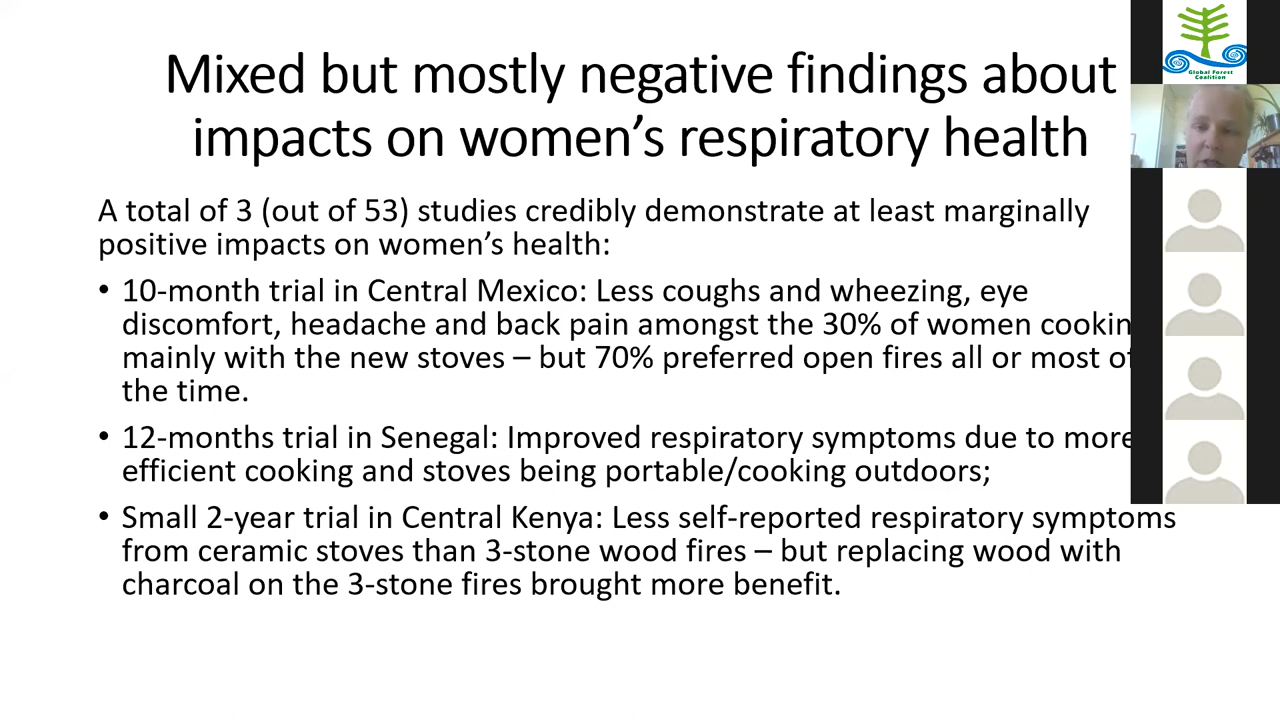 Mixed but mostly negative findings about
impacts on women’s respiratory health
A total of 3 (out of 53) studies credibly demonstrate at least marginally
positive impacts on women’s health:
• 10-month trial in Central Mexico: Less coughs and wheezing, eye
discomfort, headache and back pain amongst the 30% of women cookin
mainly with the new stoves – but 70% preferred open fires all or most of
the time.
• 12-months trial in Senegal: Improved respiratory symptoms due to more
efficient cooking and stoves being portable/cooking outdoors;
• Small 2-year trial in Central Kenya: Less self-reported respiratory symptoms
from ceramic stoves than 3-stone wood fires – but replacing wood with
charcoal on the 3-stone fires brought more benefit.
Global Forest
Coalition